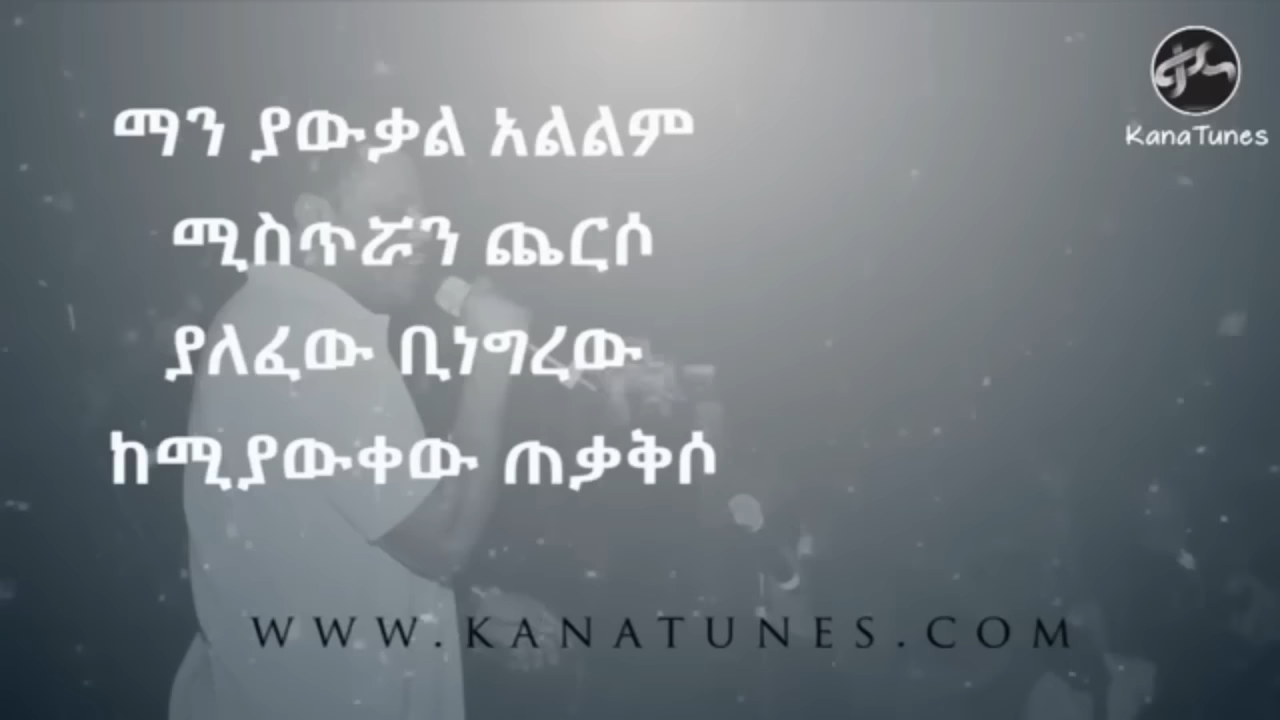 KanaTunes
ማን ያውቃል አልልም
ሚስጥሯን ጨርሶ
ያለፈው ቢነግረው
ከሚያውቀው ጠቃቅሶ
WWW.KANATUNES.COM